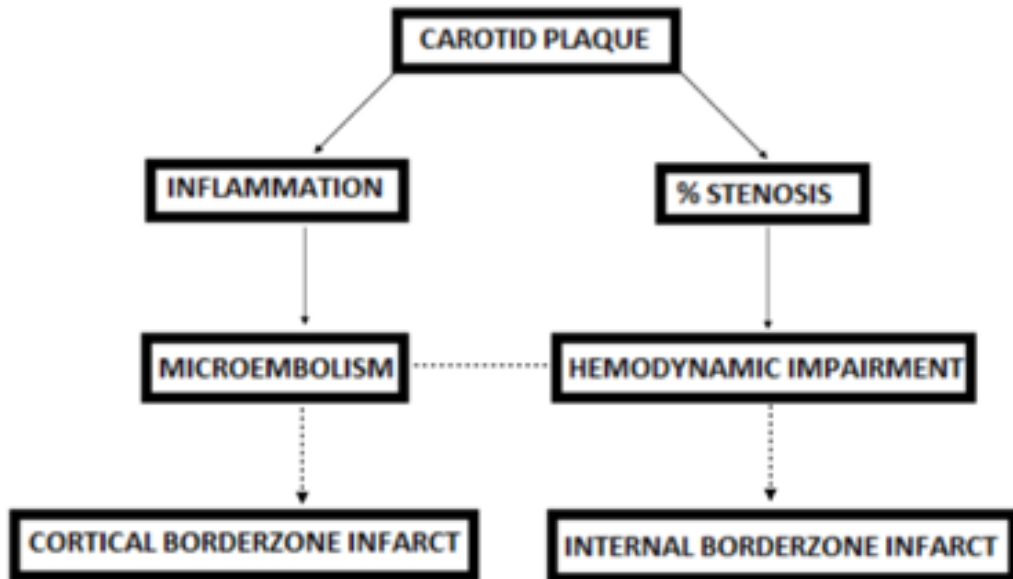 CAROTID PLAQUE
INFLAMMATION
% STENOSIS
MICROEMBOLISM
HEMODYNAMIC IMPAIRMENT
CORTICAL BORDERZONE INFARCT
INTERNAL BORDERZONE INFARCT